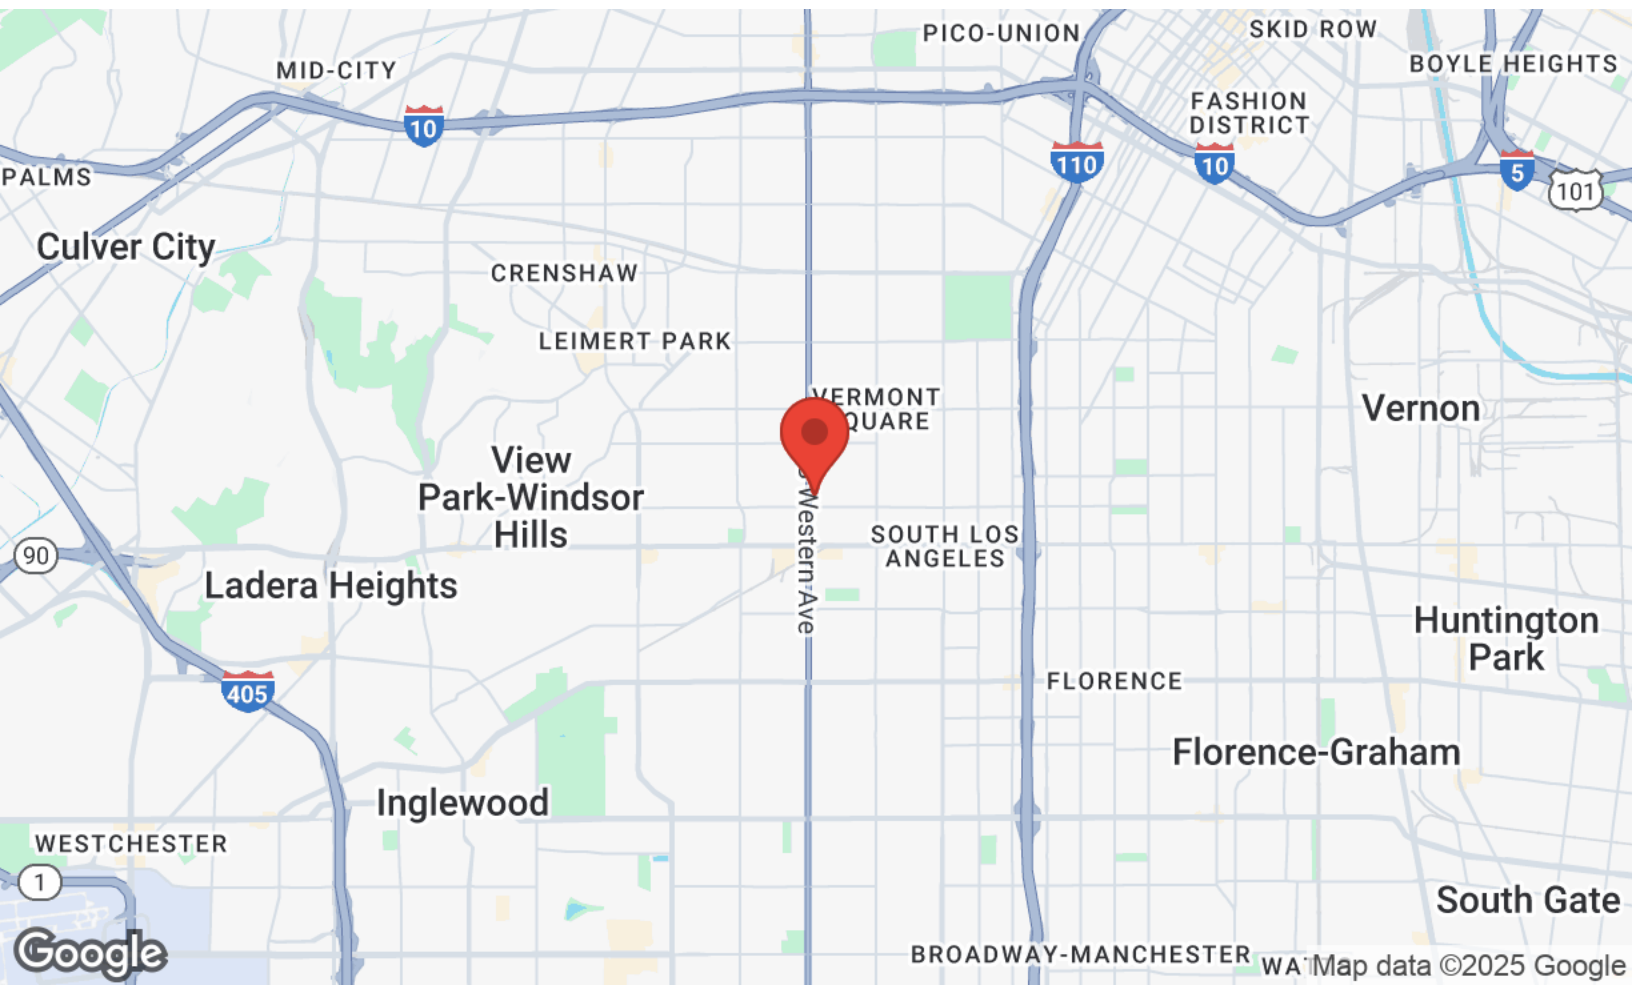 PICO-UNION
SKID ROW
MID-CITY
BOYLE HEIGHTS
FASHION
DISTRICT
10
110
10
5
101
PALMS
Culver City
CRENSHAW
LEIMERT PARK
VERMONT
Vernon
View
Park-Windsor
Hills
S Western Ave
SOUTH LOS
ANGELES
90
Ladera Heights
Huntington
Park
405
FLORENCE
Florence-Graham
Inglewood
WESTCHESTER
1
South Gate
Google
BROADWAY-MANCHESTER
Map data ©2025 Google